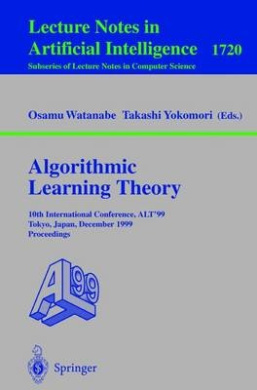 Lecture Notes in
Artificial Intelligence 1720
Subseries of Lecture Notes in Computer Science
Osamu Watanabe Takashi Yokomori (Eds.)
Algorithmic
Learning Theory
10th International Conference, ALT'99
Tokyo, Japan, December 1999
Proceedings
ALT
99
Springer